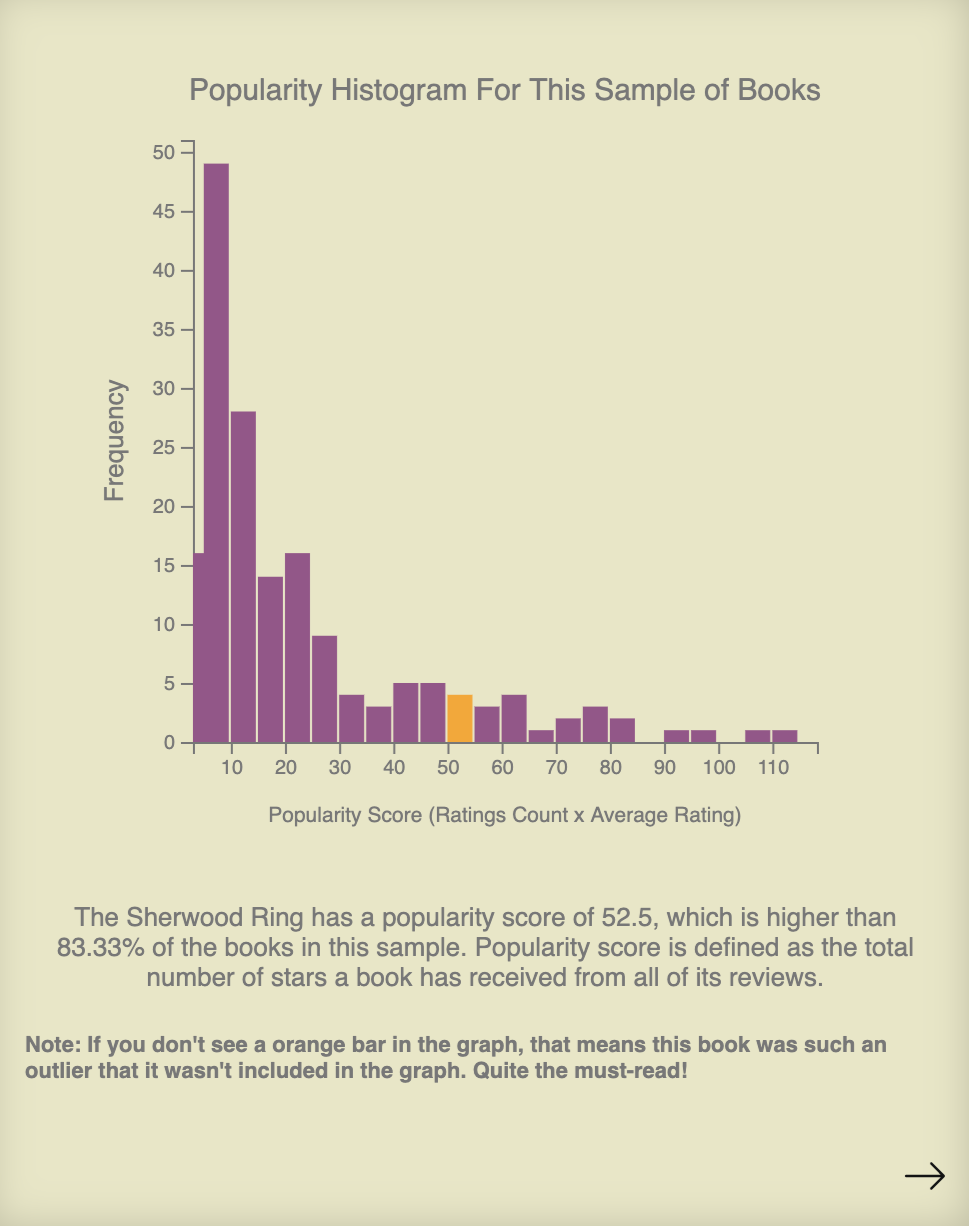 Popularity Histogram For This Sample of Books
50
45
40
35
30
25
20
15
10
5
0
Frequency
10 20 30 40 50 60 70 80 90 100 110
Popularity Score (Ratings Count x Average Rating)
The Sherwood Ring has a popularity score of 52.5, which is higher than
83.33% of the books in this sample. Popularity score is defined as the total
number of stars a book has received from all of its reviews.
Note: If you don't see a orange bar in the graph, that means this book was such an
outlier that it wasn't included in the graph. Quite the must-read!